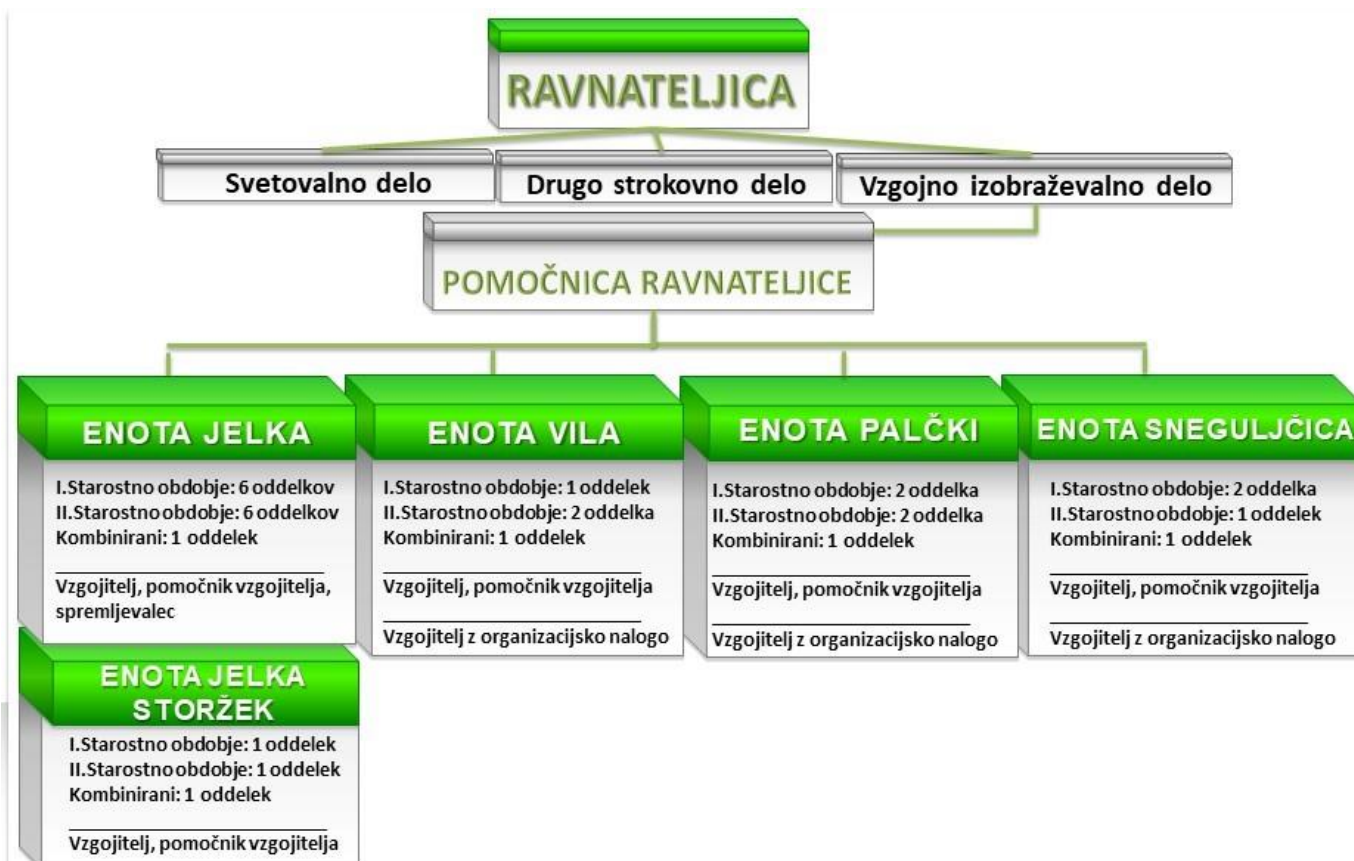 RAVNATELJICA
Svetovalno delo
Drugo strokovno delo
Vzgojno izobraževalno delo
POMOČNICA RAVNATELJICE
ENOTA JELKA
I.Starostno obdobje: 6 oddelkov
II.Starostno obdobje: 6 oddelkov
Kombinirani: 1 oddelek
Vzgojitelj, pomočnik vzgojitelja,
spremljevalec
ENOTA VILA
I.Starostno obdobje: 1 oddelek
II.Starostno obdobje: 2 oddelka
Kombinirani: 1 oddelek
Vzgojitelj, pomočnik vzgojitelja
Vzgojitelj z organizacijsko nalogo
ENOTA PALČKI
I.Starostno obdobje: 2 oddelka
II.Starostno obdobje: 2 oddelka
Kombinirani: 1 oddelek
Vzgojitelj, pomočnik vzgojitelja
Vzgojitelj z organizacijsko nalogo
ENOTA SNEGULJČICA
I.Starostno obdobje: 2 oddelka
II.Starostno obdobje: 1 oddelek
Kombinirani: 1 oddelek
Vzgojitelj, pomočnik vzgojitelja
Vzgojitelj z organizacijsko nalogo
ENOTA JELKA
STORŽEK
I.Starostno obdobje: 1 oddelek
II.Starostno obdobje: 1 oddelek
Kombinirani: 1 oddelek
Vzgojitelj, pomočnik vzgojitelja